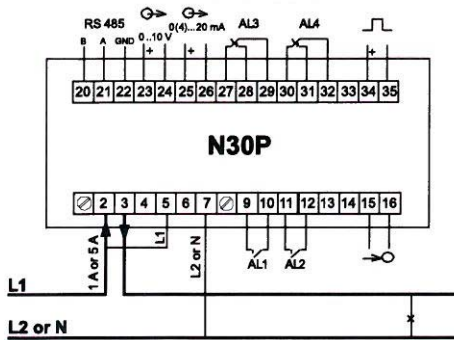 RS 485
0(4)...20 mA
AL3
AL4
B
A
GND
0..10 V
+
+
+
20 21 22 23 24 25 26 27 28 29 30 31 32 33 34 35
N30P
2 3 4 5 6 7 9 10 11 12 13 14 15 16
1 A or 5 A
L1
L2 or N
AL1
AL2
L1
L2 or N